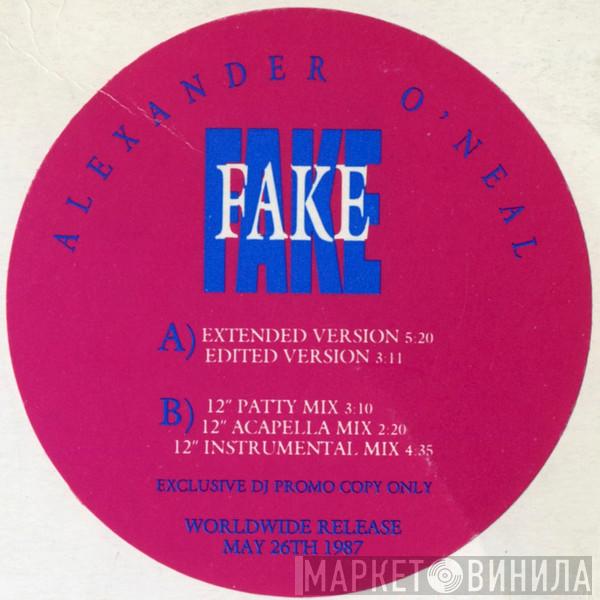 ALEXANDER O'NEAL
FAKE
FAKE
A) EXTENDED VERSION 5:20
EDITED VERSION 3:11
B) 12" PATTY MIX 3:10
12" ACAPELLA MIX 2:20
12" INSTRUMENTAL MIX 4:35
EXCLUSIVE DJ PROMO COPY ONLY
WORLDWIDE RELEASE
MAY 26TH 1987
МАРКЕТ ВИНИЛА